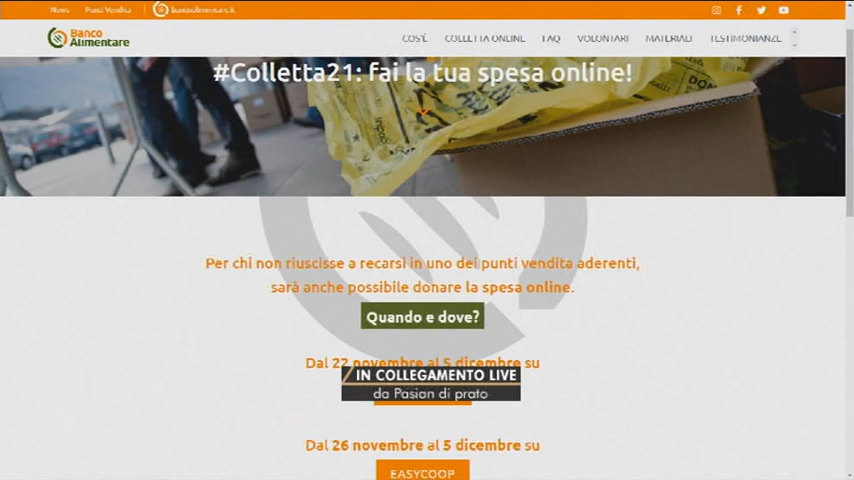 News Punti Vendita bancoalimentare.it
Banco
Alimentare
COS'È COLLETTA ONLINE FAQ VOLONTARI MATERIALI TESTIMONIANZE
#Colletta21: fai la tua spesa online!
Per chi non riuscisse a recarsi in uno dei punti vendita aderenti,
sarà anche possibile donare la spesa online.
Quando e dove?
Dal 22 novembre al 5 dicembre su
IN COLLEGAMENTO LIVE
da Pasian di prato
Dal 26 novembre al 5 dicembre su
EASYCOOP